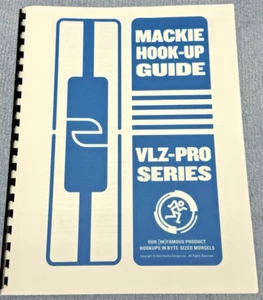 MACKIE
HOOK-UP
GUIDE
VLZ-PRO
SERIES
OUR [IN]FAMOUS PRODUCT
HOOKUPS IN BYTE-SIZED MORSELS